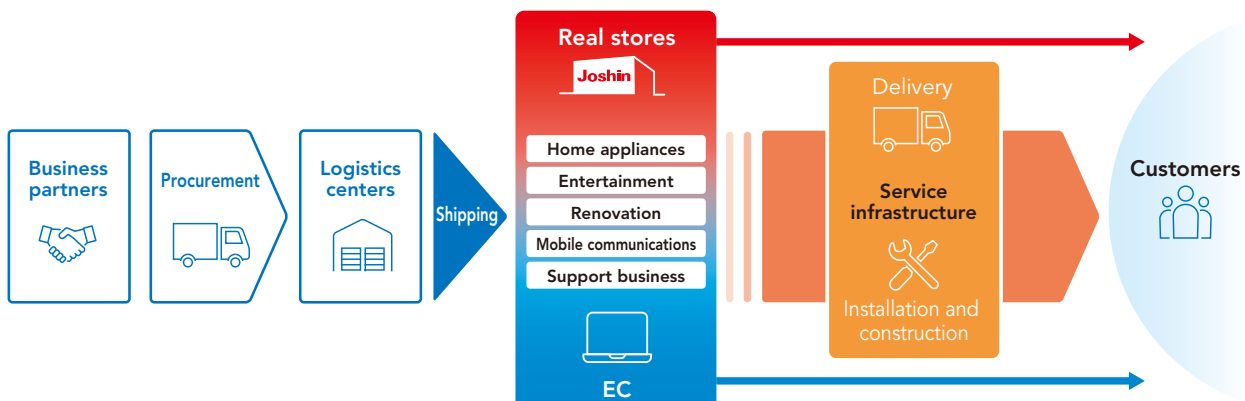 Business
partners
Procurement
Logistics
centers
Shipping
Real stores
Joshin
Home appliances
Entertainment
Renovation
Mobile communications
Support business
EC
Delivery
Service
infrastructure
Installation and
construction
Customers